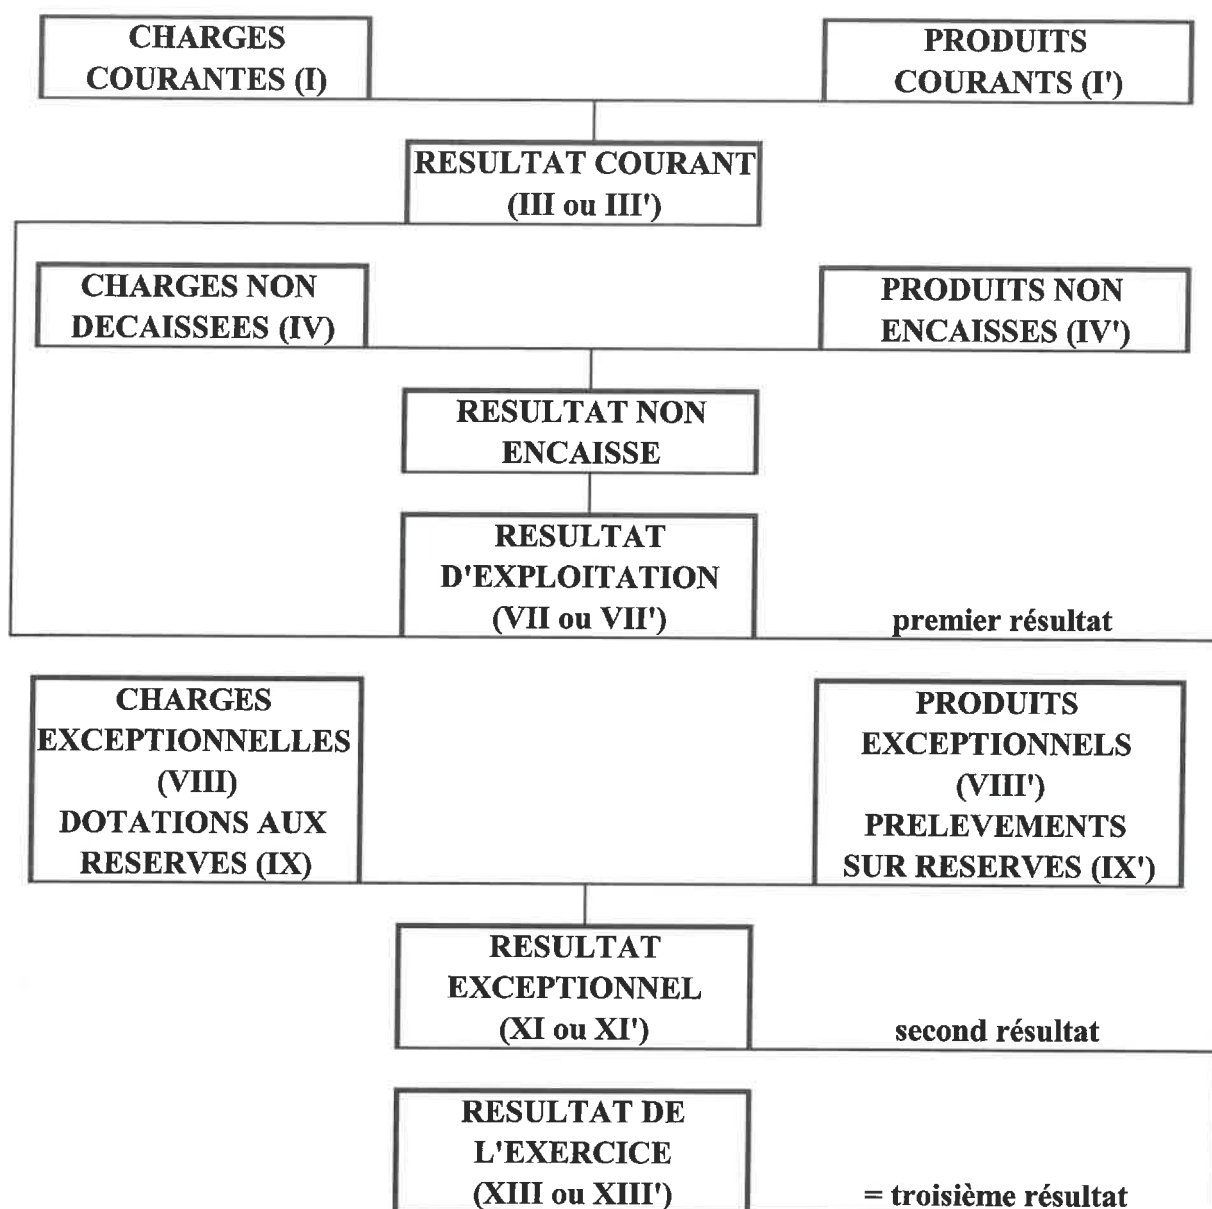 CHARGES
COURANTES (I)
PRODUITS
COURANTS (I')
RESULTAT COURANT
(III ou III')
CHARGES NON
DECAISSEES (IV)
PRODUITS NON
ENCAISSES (IV')
RESULTAT NON
ENCAISSE
RESULTAT
D'EXPLOITATION
(VII ou VII')
premier résultat
CHARGES
EXCEPTIONNELLES
(VIII)
DOTATIONS AUX
RESERVES (IX)
PRODUITS
EXCEPTIONNELS
(VIII')
PRELEVEMENTS
SUR RESERVES (IX')
RESULTAT
EXCEPTIONNEL
(XI ou XI')
second résultat
RESULTAT DE
L'EXERCICE
(XIII ou XIII')
= troisième résultat